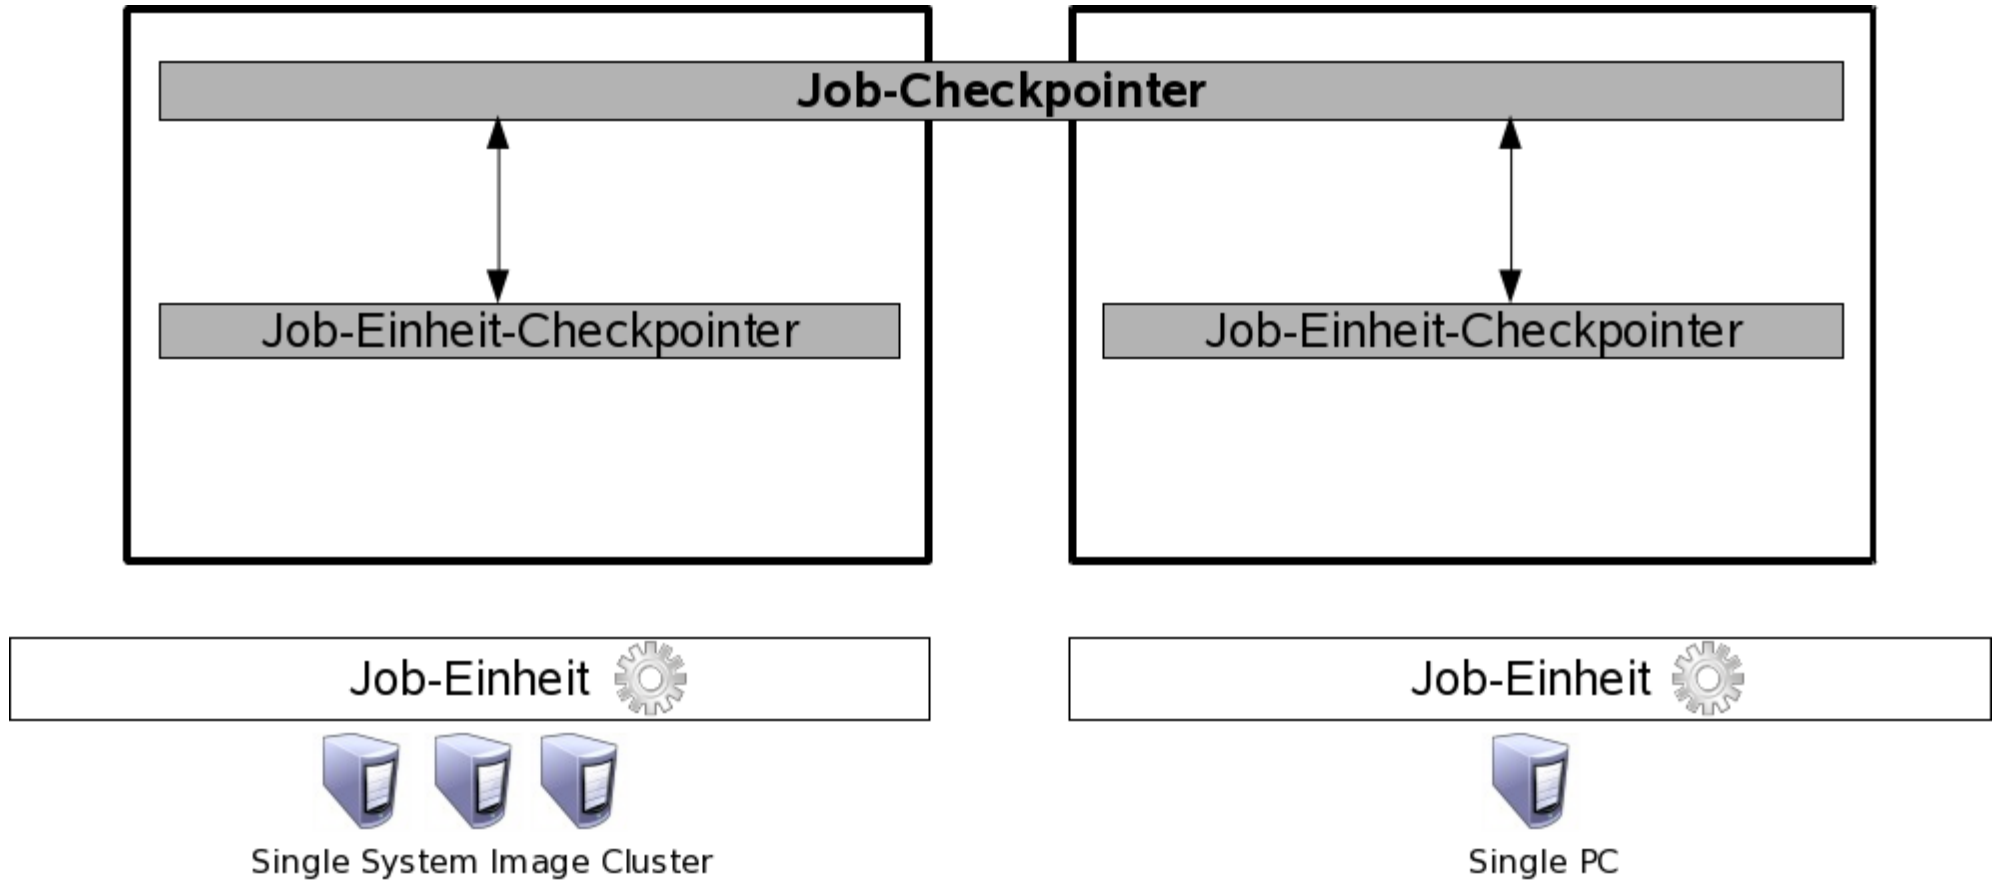 Job-Checkpointer
Job-Einheit-Checkpointer
Job-Einheit-Checkpointer
Job-Einheit
Job-Einheit
Single System Image Cluster
Single PC